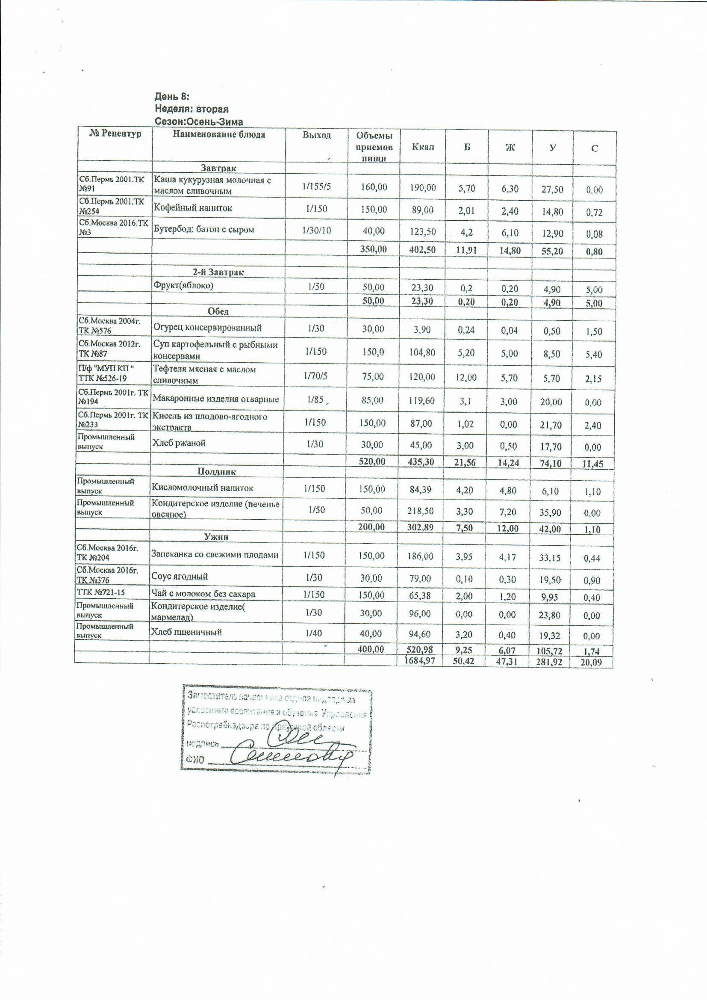 День 8:
Неделя: вторая
Сезон:Осень-Зима
№ Рецептур Наименование блюда Выход Объемы приемов пищи Ккал Б Ж У С
Завтрак
Сб.Пермь 2001.ТК №91 Каша кукурузная молочная с маслом сливочным 1/155/5 160,00 190,00 5,70 6,30 27,50 0,00
Сб.Пермь 2001.ТК №254 Кофейный напиток 1/150 150,00 89,00 2,01 2,40 14,80 0,72
Сб.Москва 2016.ТК №3 Бутербод: батон с сыром 1/30/10 40,00 123,50 4,2 6,10 12,90 0,08
350,00 402,50 11,91 14,80 55,20 0,80
2-й Завтрак
Фрукт(яблоко) 1/50 50,00 23,30 0,2 0,20 4,90 5,00
50,00 23,30 0,20 0,20 4,90 5,00
Обед
Сб.Москва 2004г. ТК №576 Огурец консервированный 1/30 30,00 3,90 0,24 0,04 0,50 1,50
Сб.Москва 2012г. ТК №87 Суп картофельный с рыбными консервами 1/150 150,0 104,80 5,20 5,00 8,50 5,40
П/ф "МУП КП " ТТК №526-19 Тефтеля мясная с маслом сливочным 1/70/5 75,00 120,00 12,00 5,70 5,70 2,15
Сб.Пермь 2001г. ТК №194 Макаронные изделия отварные 1/85 85,00 119,60 3,1 3,00 20,00 0,00
Сб.Пермь 2001г. ТК №233 Кисель из плодово-ягодного экстракта 1/150 150,00 87,00 1,02 0,00 21,70 2,40
Промышленный выпуск Хлеб ржаной 1/30 30,00 45,00 3,00 0,50 17,70 0,00
520,00 435,30 21,56 14,24 74,10 11,45
Полдник
Промышленный выпуск Кисломолочный напиток 1/150 150,00 84,39 4,20 4,80 6,10 1,10
Промышленный выпуск Кондитерское изделие (печенье овсяное) 1/50 50,00 218,50 3,30 7,20 35,90 0,00
200,00 302,89 7,50 12,00 42,00 1,10
Ужин
Сб.Москва 2016г. ТК №204 Запеканка со свежими плодами 1/150 150,00 186,00 3,95 4,17 33,15 0,44
Сб.Москва 2016г. ТК №376 Соус ягодный 1/30 30,00 79,00 0,10 0,30 19,50 0,90
ТТК №721-15 Чай с молоком без сахара 1/150 150,00 65,38 2,00 1,20 9,95 0,40
Промышленный выпуск Кондитерское изделие( мармелад) 1/30 30,00 96,00 0,00 0,00 23,80 0,00
Промышленный выпуск Хлеб пшеничный 1/40 40,00 94,60 3,20 0,40 19,32 0,00
400,00 520,98 9,25 6,07 105,72 1,74
1684,97 50,42 47,31 281,92 20,09
Заместитель начальника отдела надзора за
условиями воспитания и обучения Управления
Роспотребнадзора по Иркутской области
подпись
ФИО